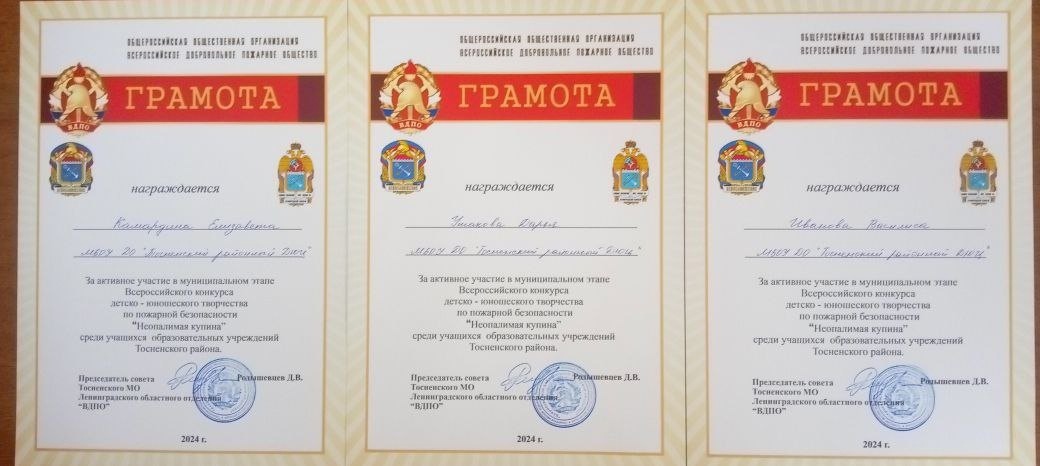 ОБЩЕРОССИЙСКАЯ ОБЩЕСТВЕННАЯ ОРГАНИЗАЦИЯ
ВСЕРОССИЙСКОЕ ДОБРОВОЛЬНОЕ ПОЖАРНОЕ ОБЩЕСТВО
ГРАМОТА
ВДПО
награждается
Камардина Елизавета
МБОУ ДО "Тосненский районный ДЮЦ"
За активное участие в муниципальном этапе
Всероссийского конкурса
детско - юношеского творчества
по пожарной безопасности
"Неопалимая купина"
среди учащихся образовательных учреждений
Тосненского района.
Председатель совета Родышевцев Д.В.
Тосненского МО
Ленинградского областного отделения
"ВДПО"
2024 г.
ОБЩЕРОССИЙСКАЯ ОБЩЕСТВЕННАЯ ОРГАНИЗАЦИЯ
ВСЕРОССИЙСКОЕ ДОБРОВОЛЬНОЕ ПОЖАРНОЕ ОБЩЕСТВО
ГРАМОТА
ВДПО
награждается
Ушакова Дарья
МБОУ ДО "Тосненский районный ДЮЦ"
За активное участие в муниципальном этапе
Всероссийского конкурса
детско - юношеского творчества
по пожарной безопасности
"Неопалимая купина"
среди учащихся образовательных учреждений
Тосненского района.
Председатель совета Родышевцев Д.В.
Тосненского МО
Ленинградского областного отделения
"ВДПО"
2024 г.
ОБЩЕРОССИЙСКАЯ ОБЩЕСТВЕННАЯ ОРГАНИЗАЦИЯ
ВСЕРОССИЙСКОЕ ДОБРОВОЛЬНОЕ ПОЖАРНОЕ ОБЩЕСТВО
ГРАМОТА
ВДПО
награждается
Иванова Василиса
МБОУ ДО "Тосненский районный ДЮЦ"
За активное участие в муниципальном этапе
Всероссийского конкурса
детско - юношеского творчества
по пожарной безопасности
"Неопалимая купина"
среди учащихся образовательных учреждений
Тосненского района.
Председатель совета Родышевцев Д.В.
Тосненского МО
Ленинградского областного отделения
"ВДПО"
2024 г.